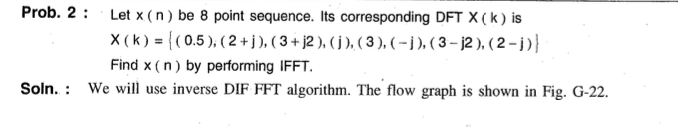 Prob. 2 : Let x ( n ) be 8 point sequence. Its corresponding DFT X ( k ) is
X ( k ) = {( 0.5 ), ( 2 + j ), ( 3 + j2 ), ( j ), ( 3 ), ( – j ), ( 3 – j2 ), ( 2 – j )}
Find x ( n ) by performing IFFT.
Soln. : We will use inverse DIF FFT algorithm. The flow graph is shown in Fig. G-22.